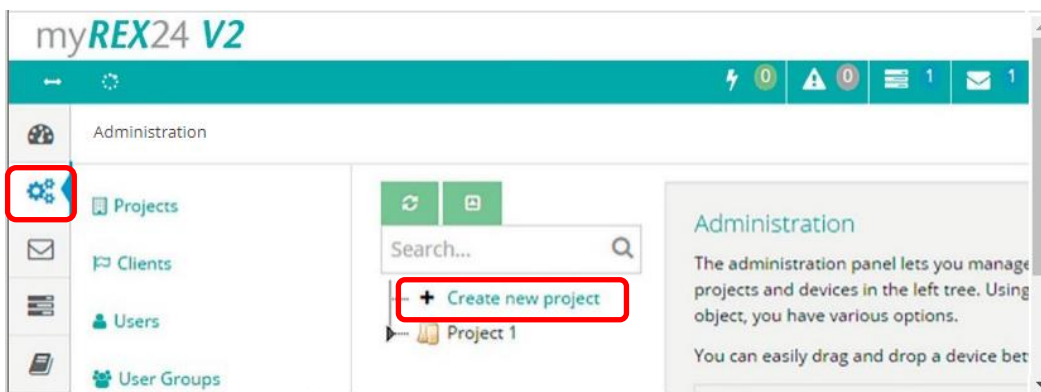 myREX24 V2
0
0
1
1
Administration
Projects
Clients
Users
User Groups
Search...
Create new project
Project 1
Administration
The administration panel lets you manage
projects and devices in the left tree. Using
object, you have various options.
You can easily drag and drop a device bet